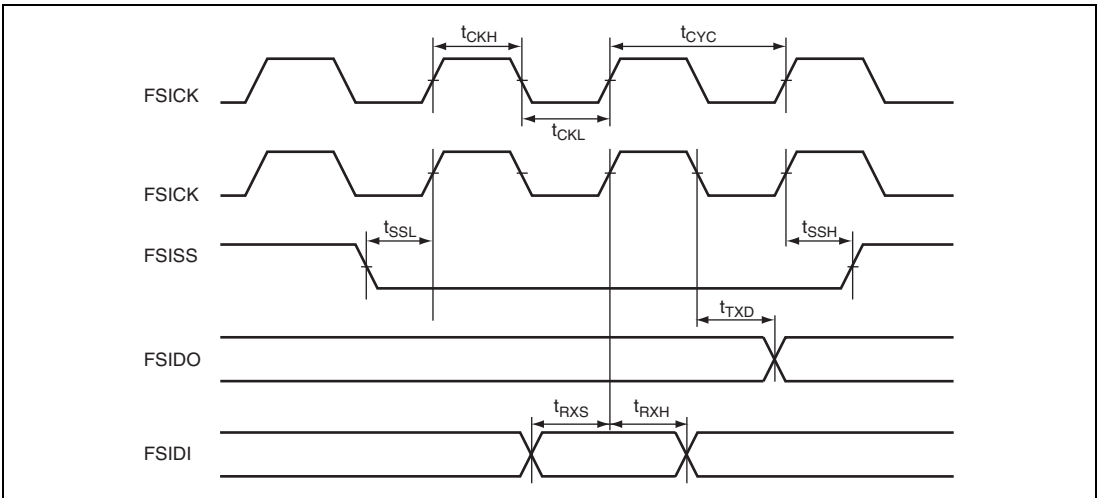 tCKH
tCYC
FSICK
tCKL
FSICK
tSSL
tSSH
FSISS
tTXD
FSIDO
tRXS
tRXH
FSIDI